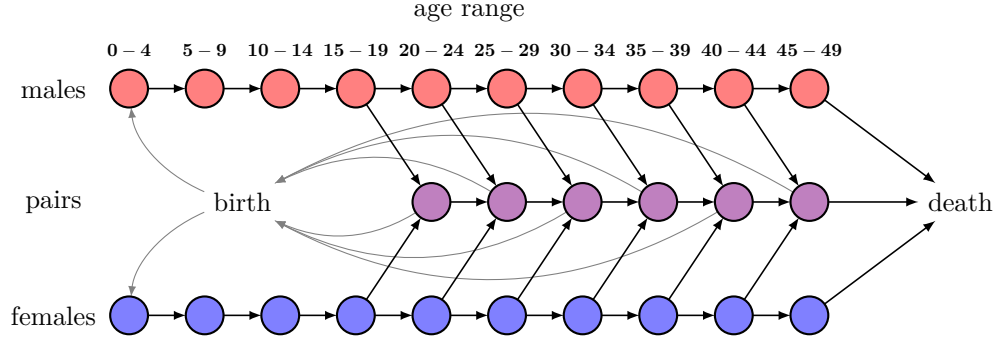 age range
0 – 4 5 – 9 10 – 14 15 – 19 20 – 24 25 – 29 30 – 34 35 – 39 40 – 44 45 – 49
males
pairs birth death
females